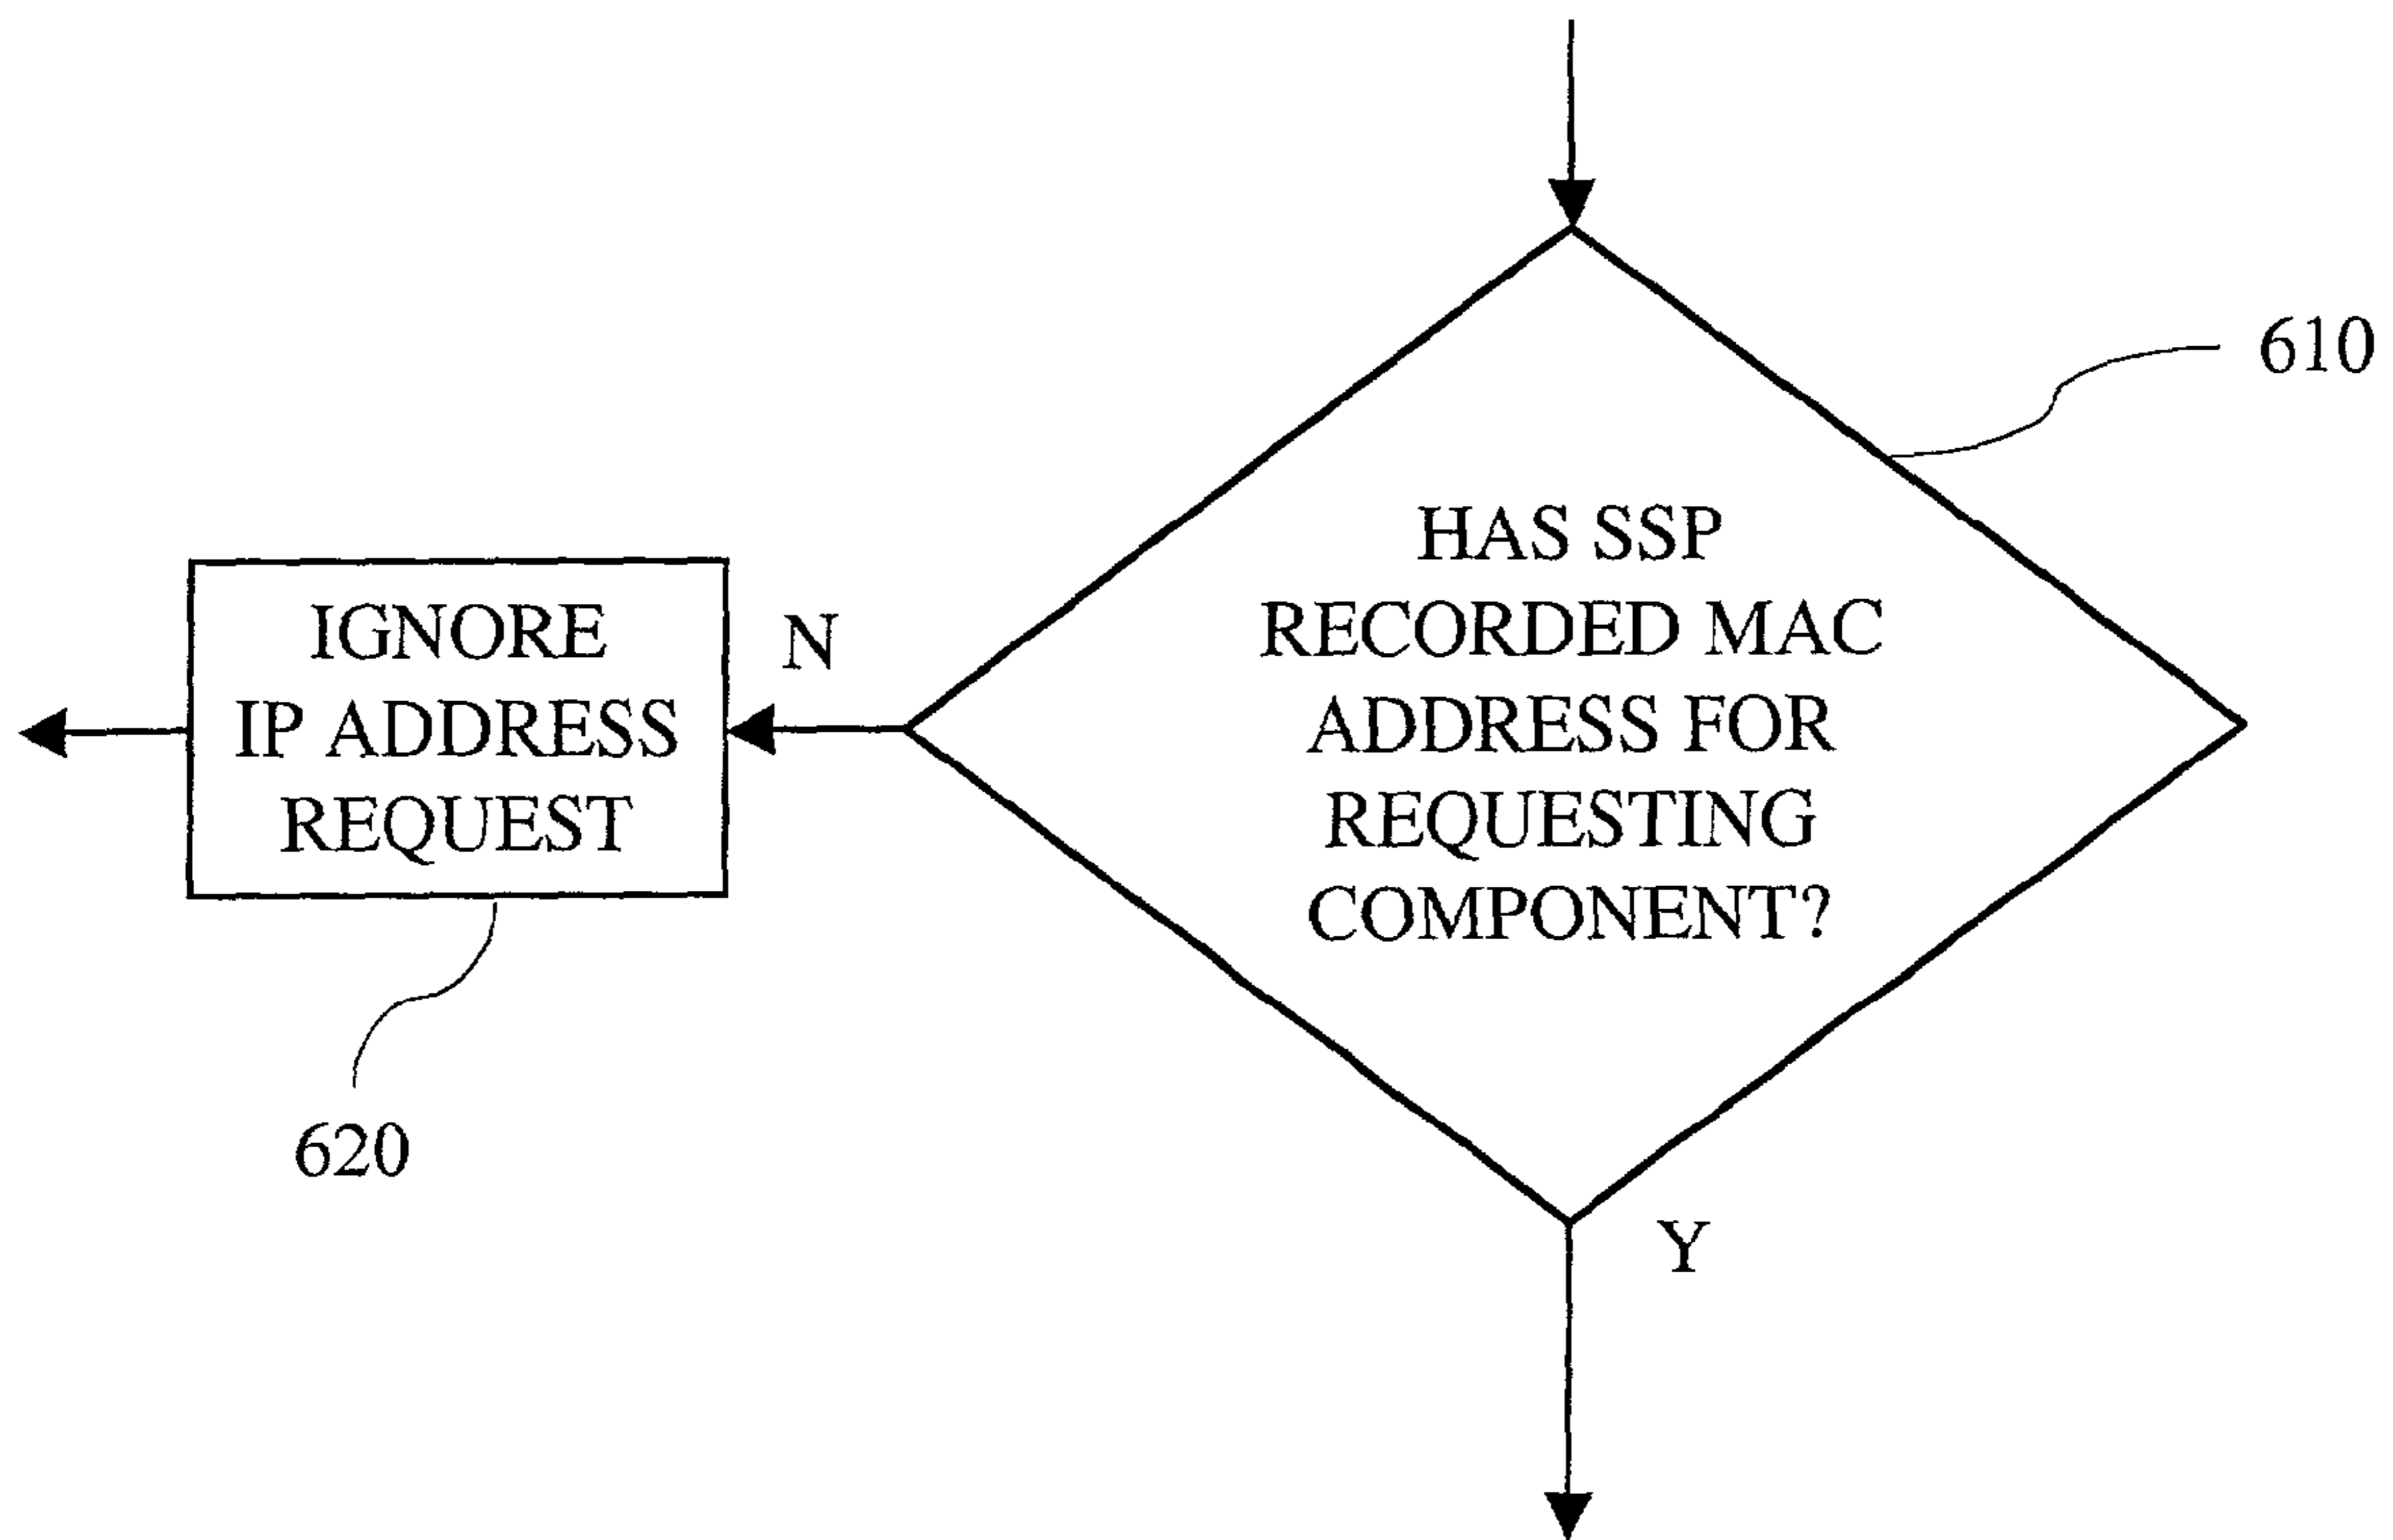 610
HAS SSP
RECORDED MAC
ADDRESS FOR
REQUESTING
COMPONENT?
N
IGNORE
IP ADDRESS
REQUEST
620
Y